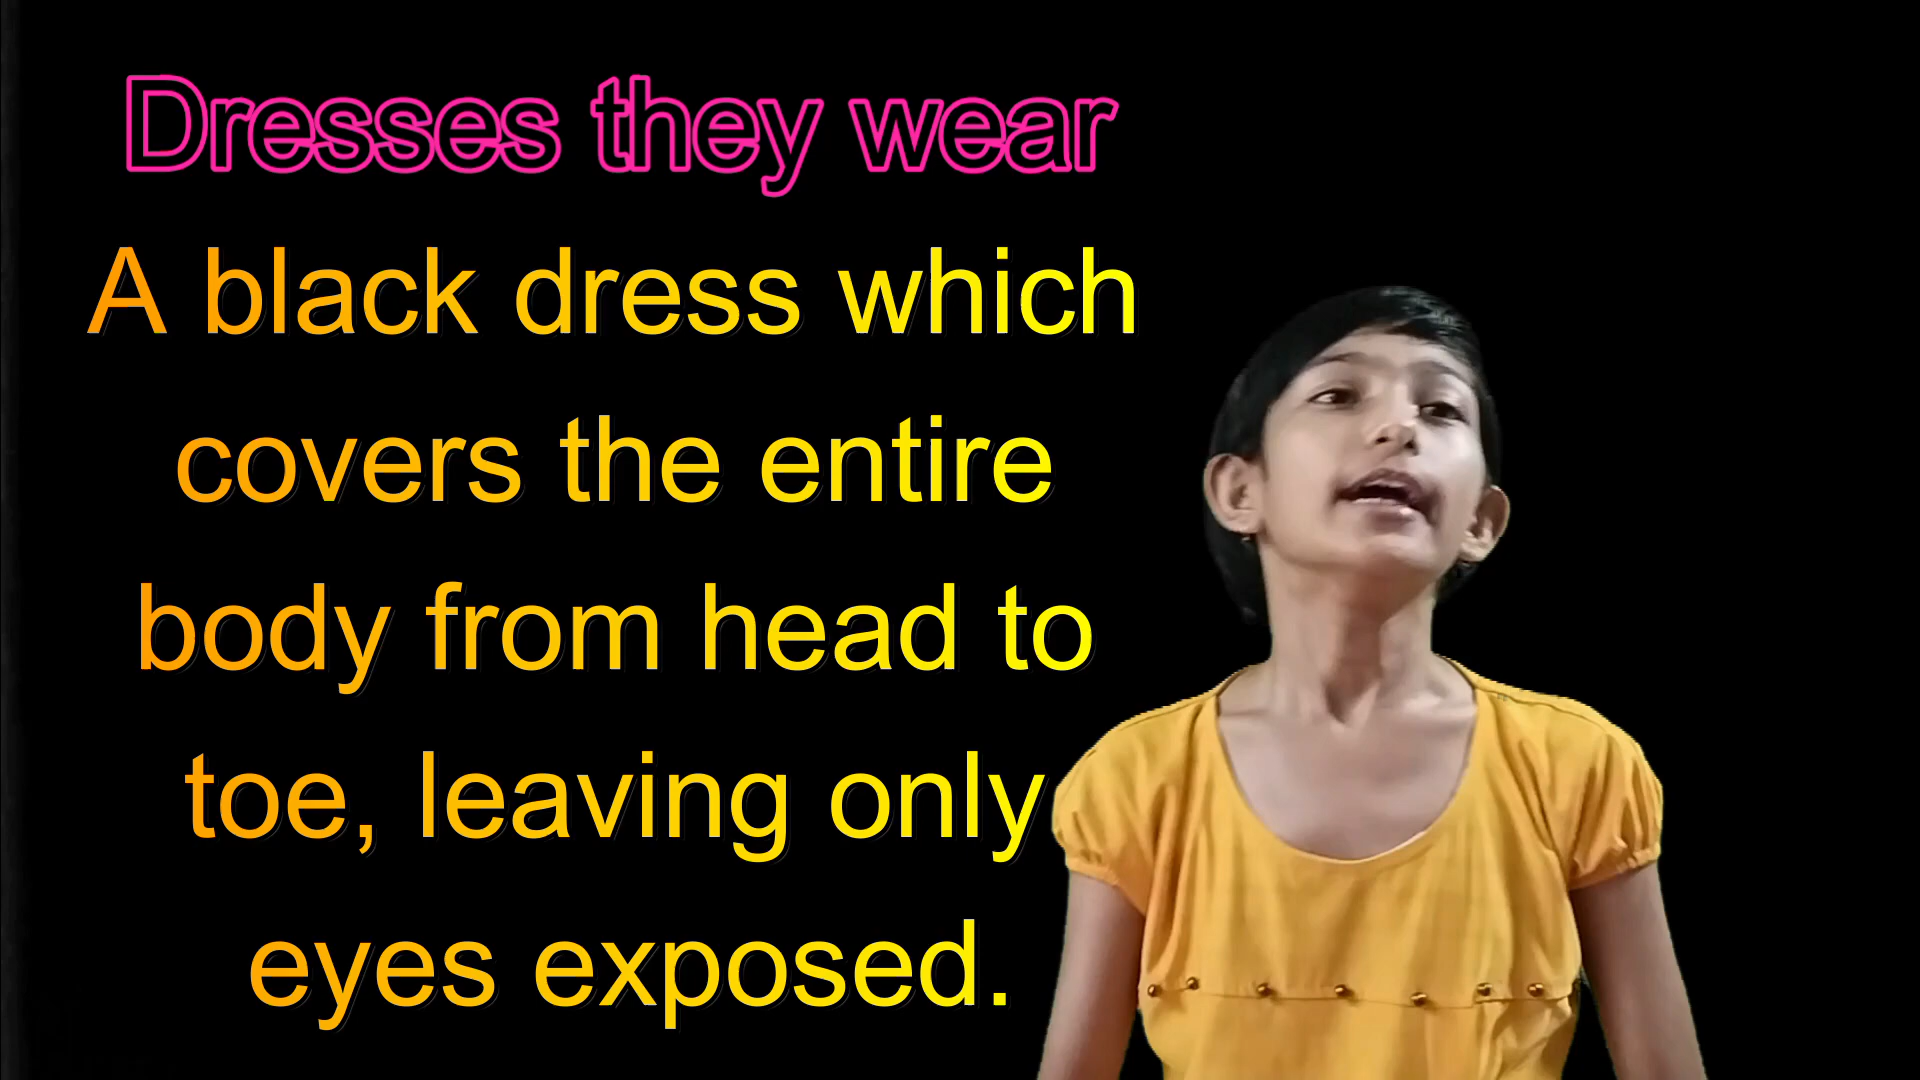 Dresses they wear
A black dress which
covers the entire
body from head to
toe, leaving only
eyes exposed.